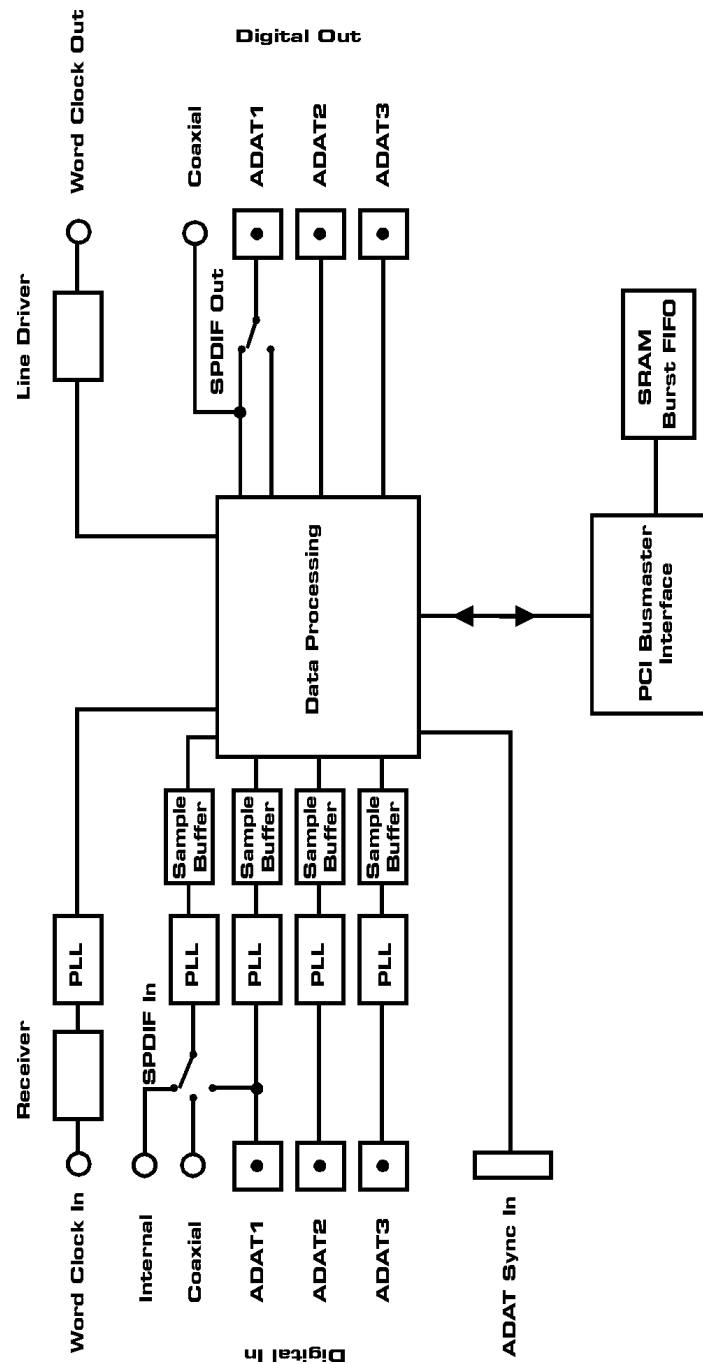 Digital Out
Word Clock Out
Coaxial
ADAT1
ADAT2
ADAT3
Line Driver
SPDIF Out
SRAM
Burst FIFO
Data Processing
PCI Busmaster
Interface
Sample
Buffer
Sample
Buffer
Sample
Buffer
Sample
Buffer
PLL
PLL
PLL
PLL
PLL
SPDIF In
Receiver
Word Clock In
Internal
Coaxial
ADAT1
ADAT2
ADAT3
ADAT Sync In
Digital In